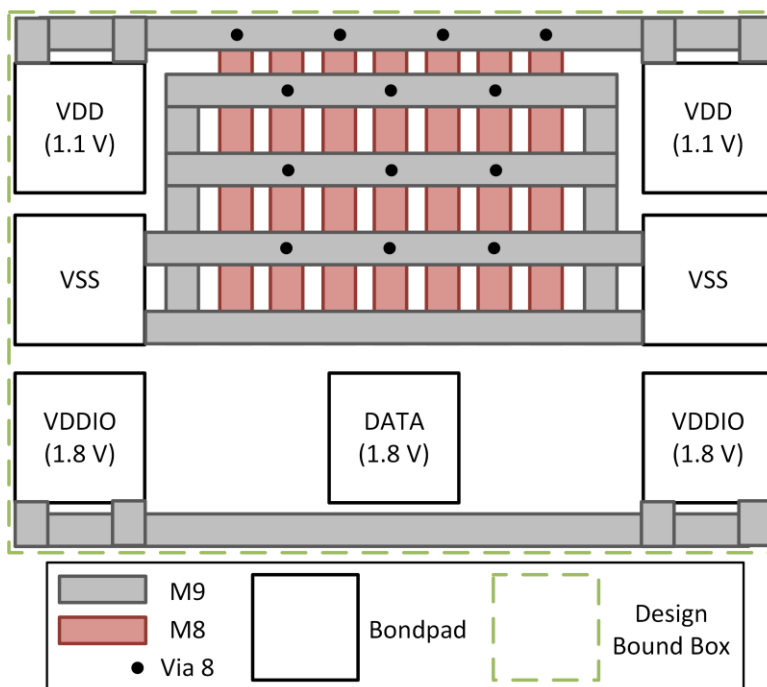 VDD
(1.1 V)
VDD
(1.1 V)
VSS
VSS
VDDIO
(1.8 V)
DATA
(1.8 V)
VDDIO
(1.8 V)
M9
M8
Via 8
Bondpad
Design
Bound Box